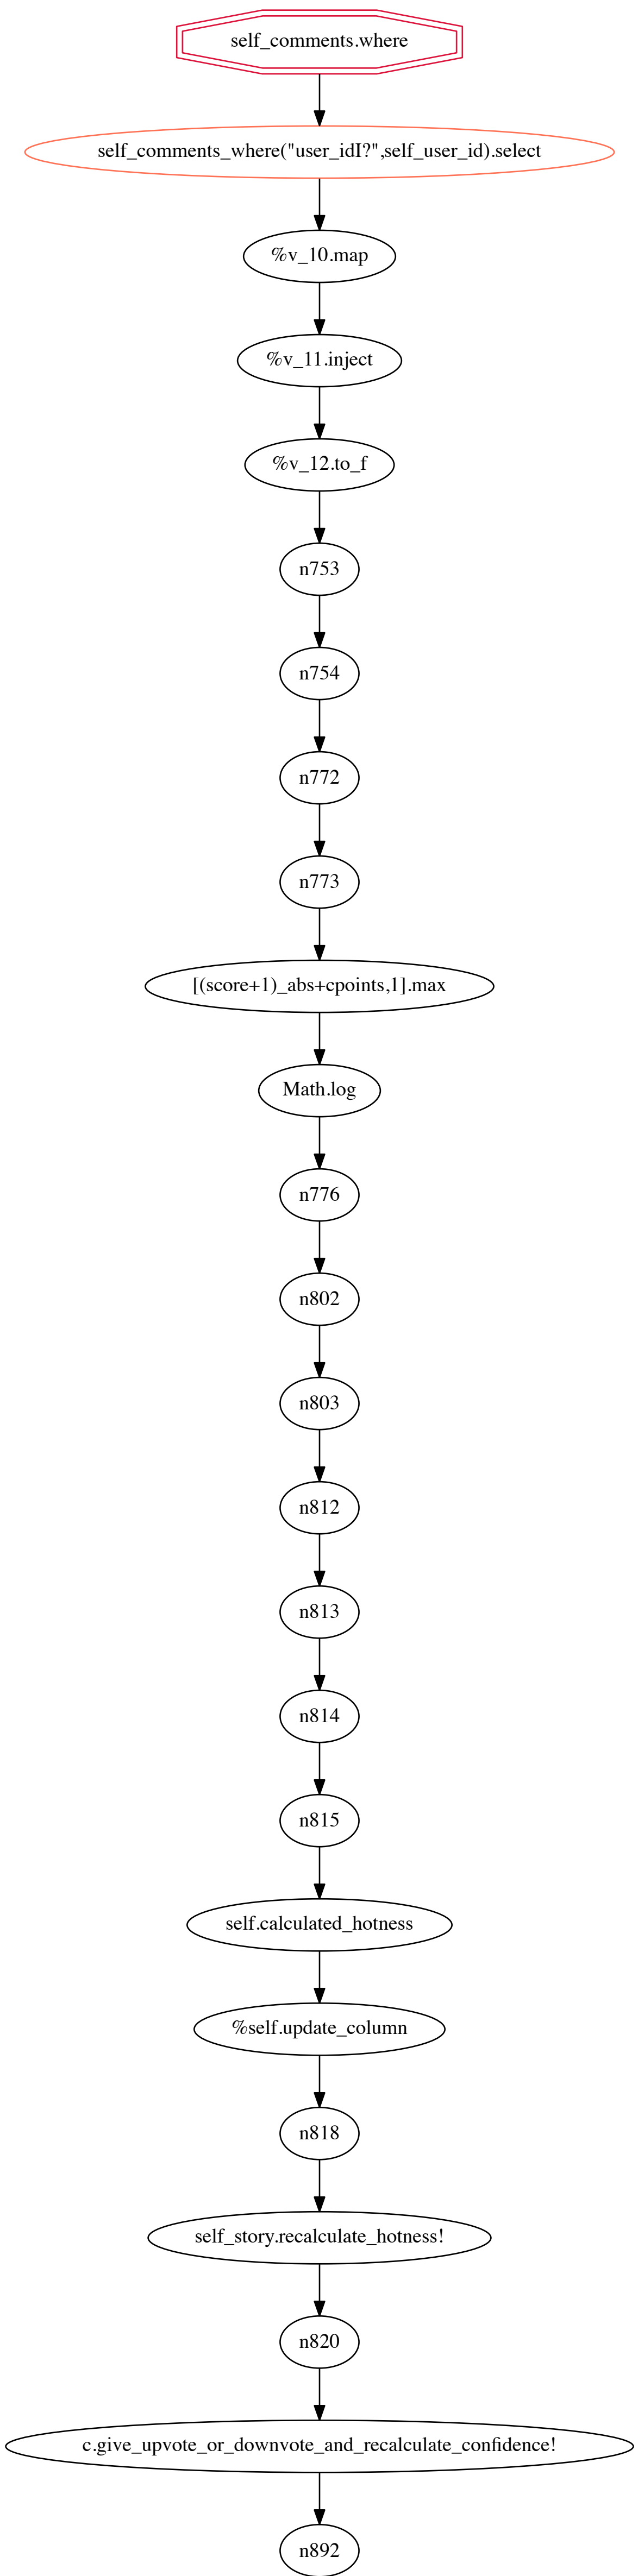 self_comments.where
self_comments_where("user_idI?",self_user_id).select
%v_10.map
%v_11.inject
%v_12.to_f
n753
n754
n772
n773
[(score+1)_abs+cpoints,1].max
Math.log
n776
n802
n803
n812
n813
n814
n815
self.calculated_hotness
%self.update_column
n818
self_story.recalculate_hotness!
n820
c.give_upvote_or_downvote_and_recalculate_confidence!
n892